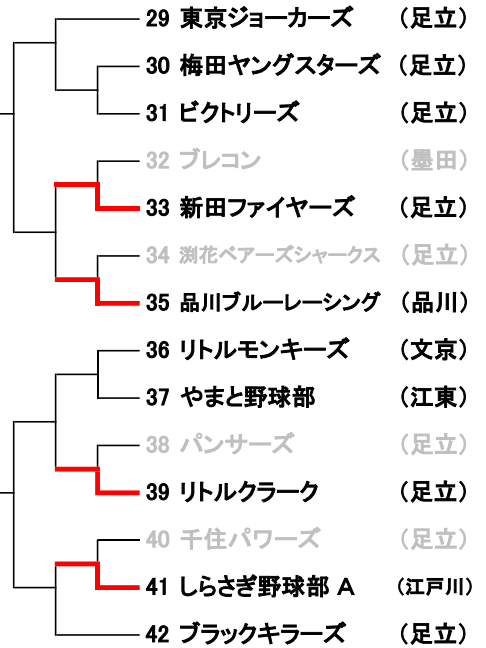 29 東京ジョーカーズ （足立）
30 梅田ヤングスターズ （足立）
31 ビクトリーズ （足立）
32 ブレコン （墨田）
33 新田ファイヤーズ （足立）
34 渕花ベアーズシャークス （足立）
35 品川ブルーレーシング （品川）
36 リトルモンキーズ （文京）
37 やまと野球部 （江東）
38 パンサーズ （足立）
39 リトルクラーク （足立）
40 千住パワーズ （足立）
41 しらさぎ野球部 A （江戸川）
42 ブラックキラーズ （足立）